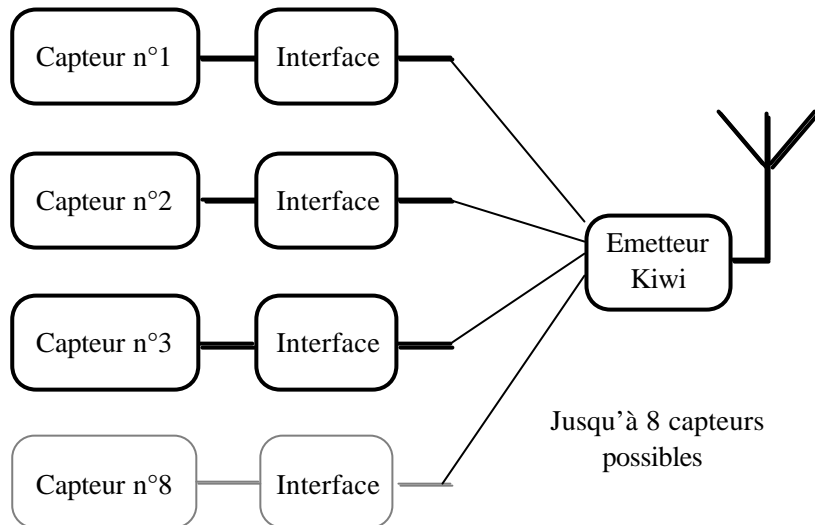 Capteur n°1
Interface
Capteur n°2
Interface
Emetteur
Kiwi
Capteur n°3
Interface
Jusqu'à 8 capteurs
possibles
Capteur n°8
Interface